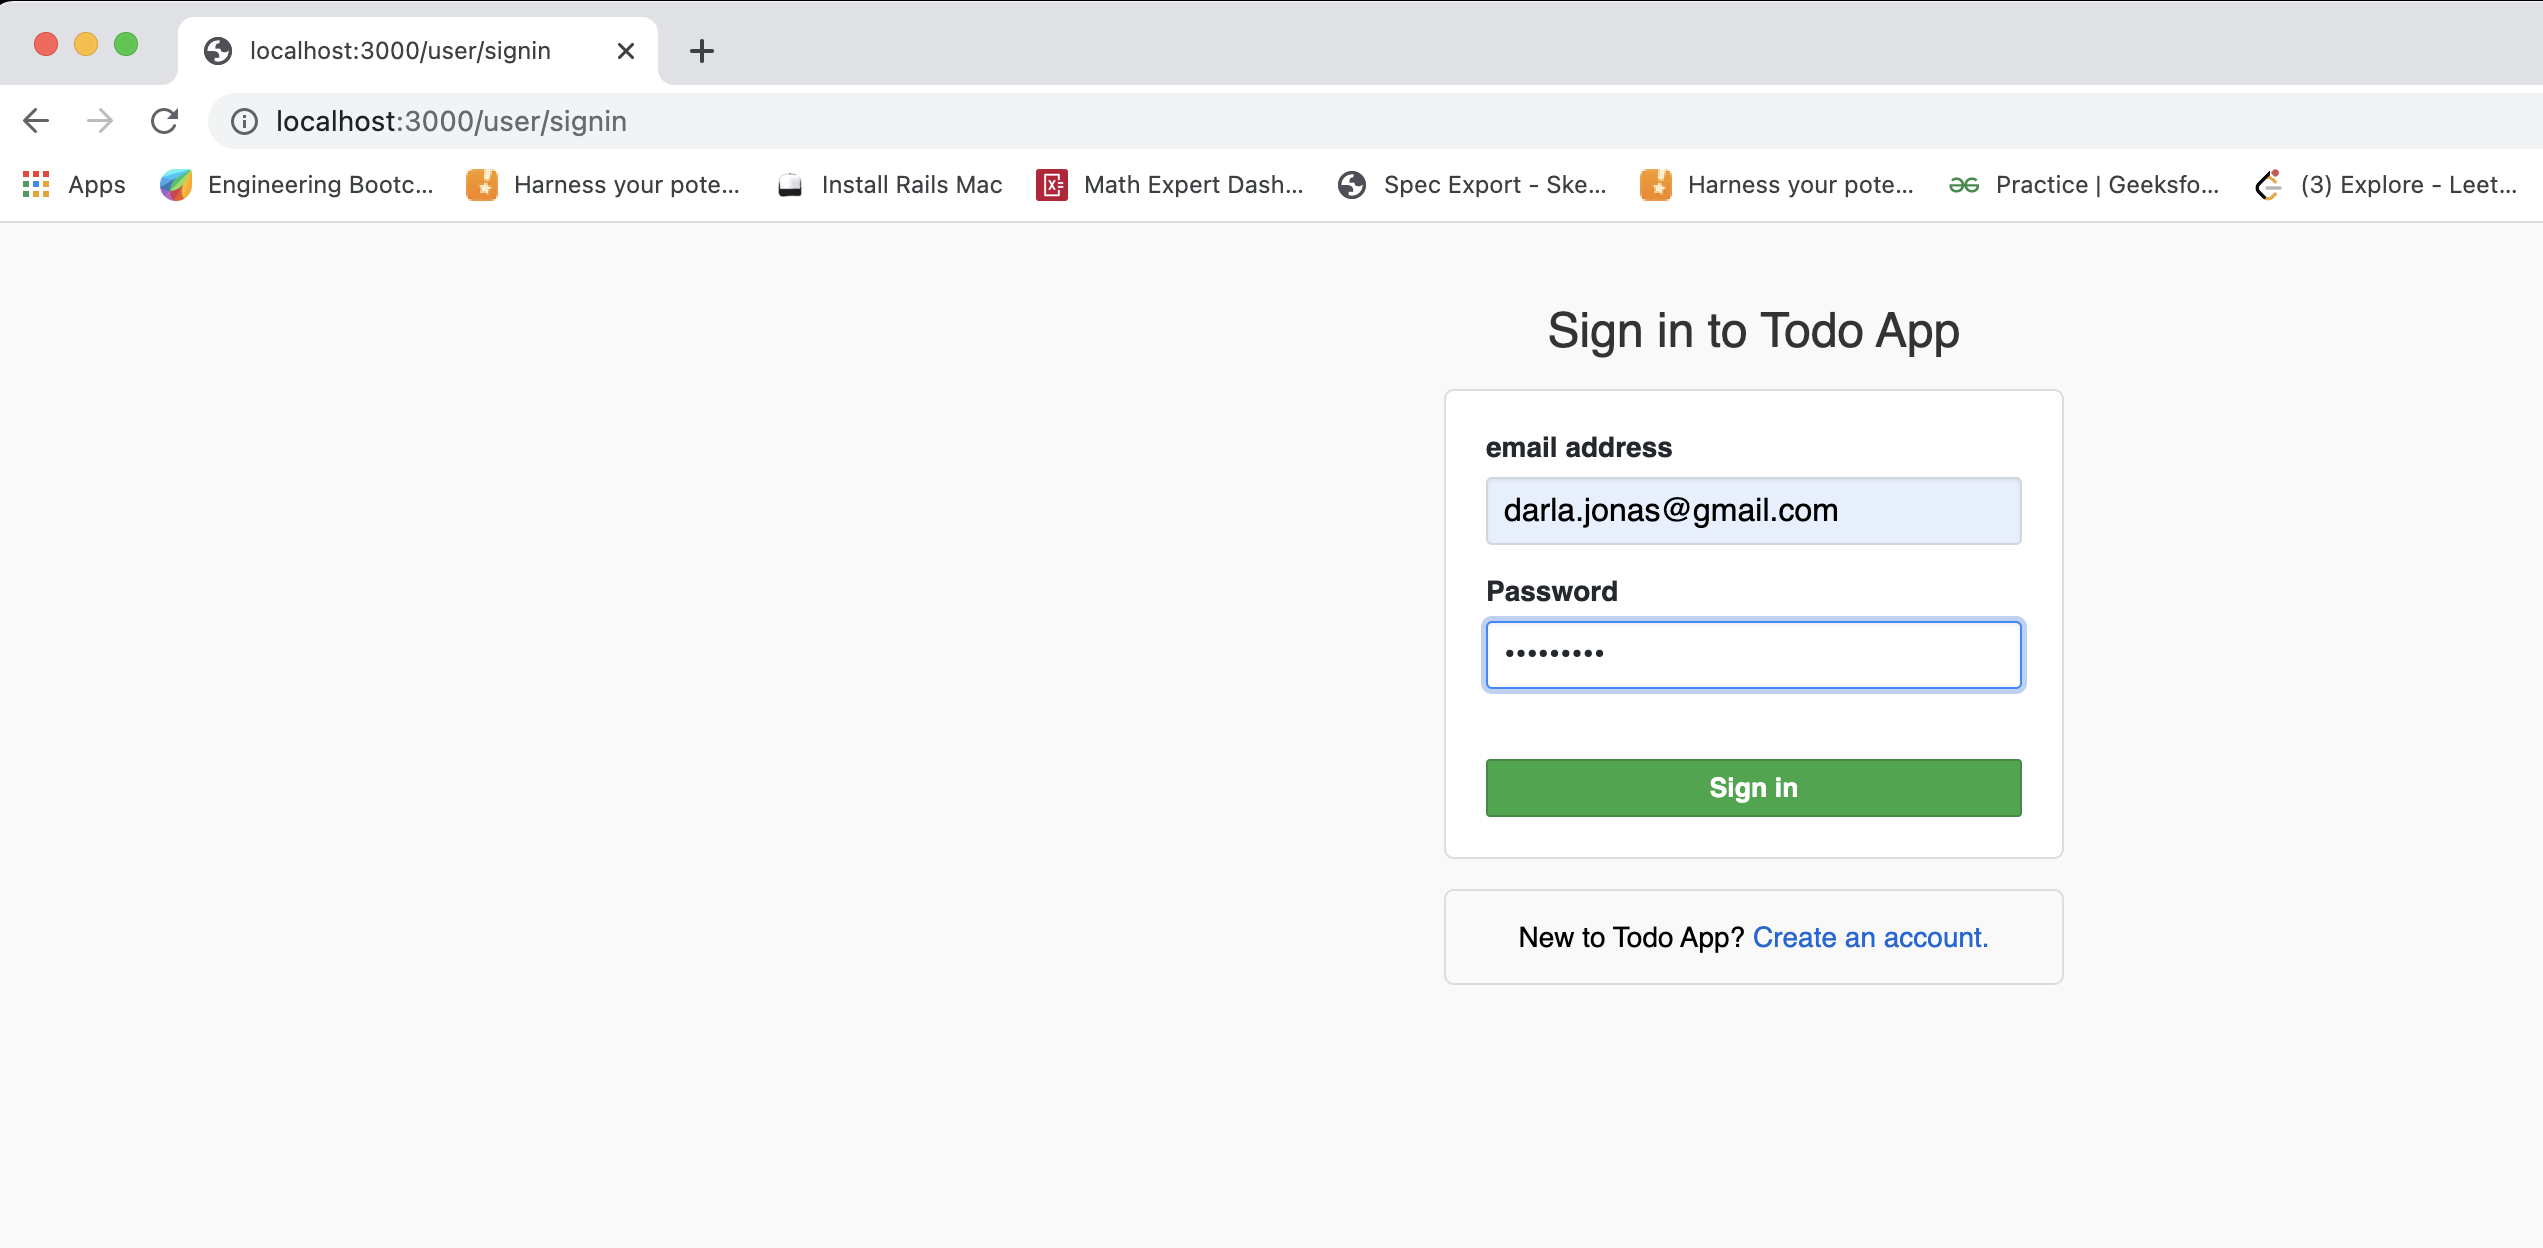 localhost:3000/user/signin
localhost:3000/user/signin
Apps Engineering Bootc... Harness your pote... Install Rails Mac Math Expert Dash... Spec Export - Ske... Harness your pote... Practice | Geeksfo... (3) Explore - Leet...
Sign in to Todo App
email address
darla.jonas@gmail.com
Password
•••••••••
Sign in
New to Todo App? Create an account.